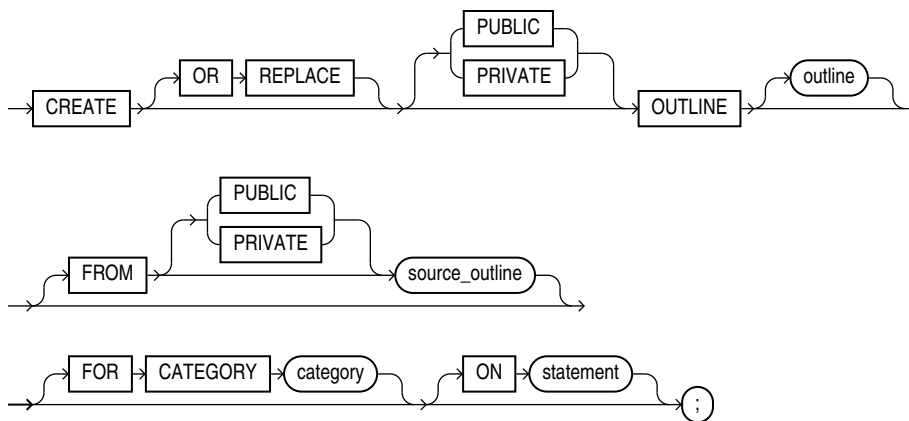 PUBLIC
OR REPLACE PRIVATE outline
CREATE OUTLINE
PUBLIC
PRIVATE
FROM source_outline
FOR CATEGORY category ON statement
;